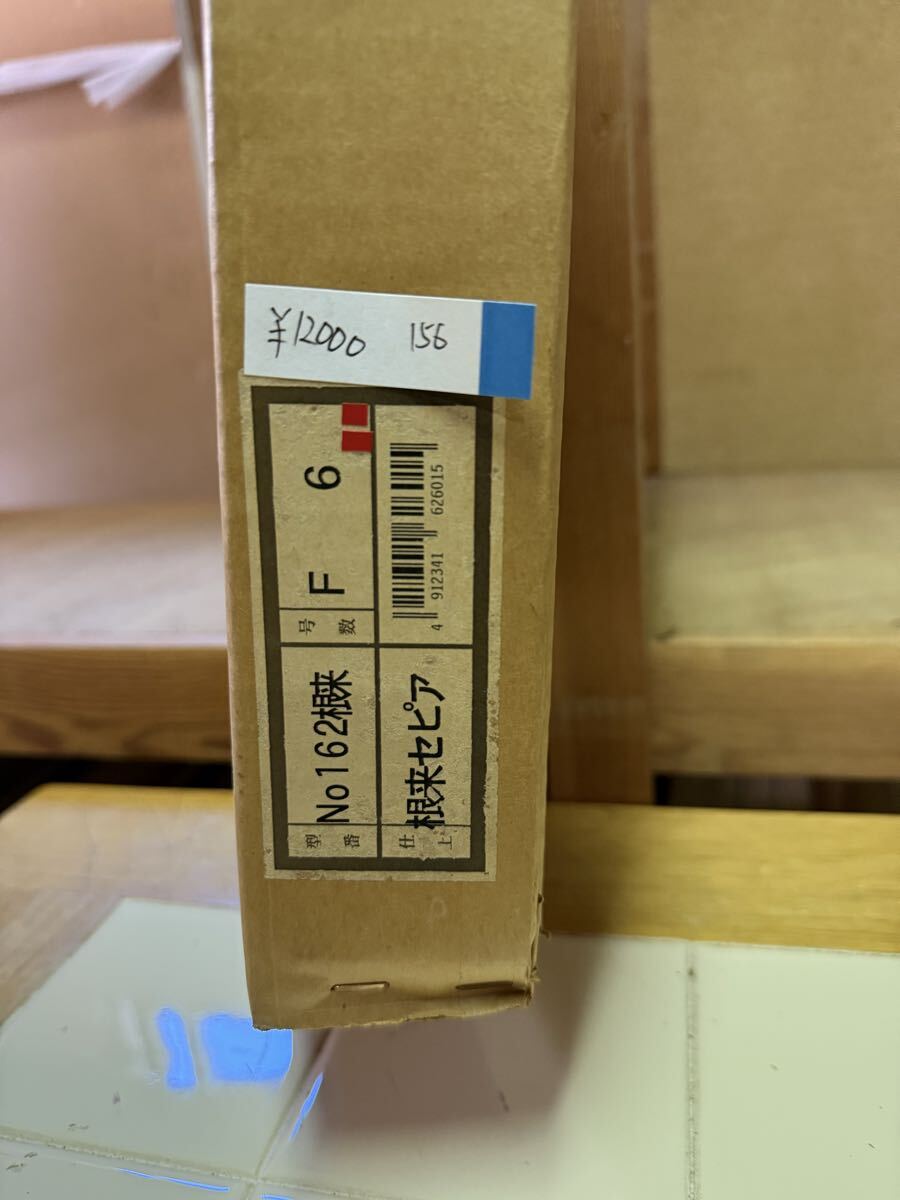 ¥12000 156
型番 No162根来
号数 F 6
仕上 根来セピア
4 912341 626015